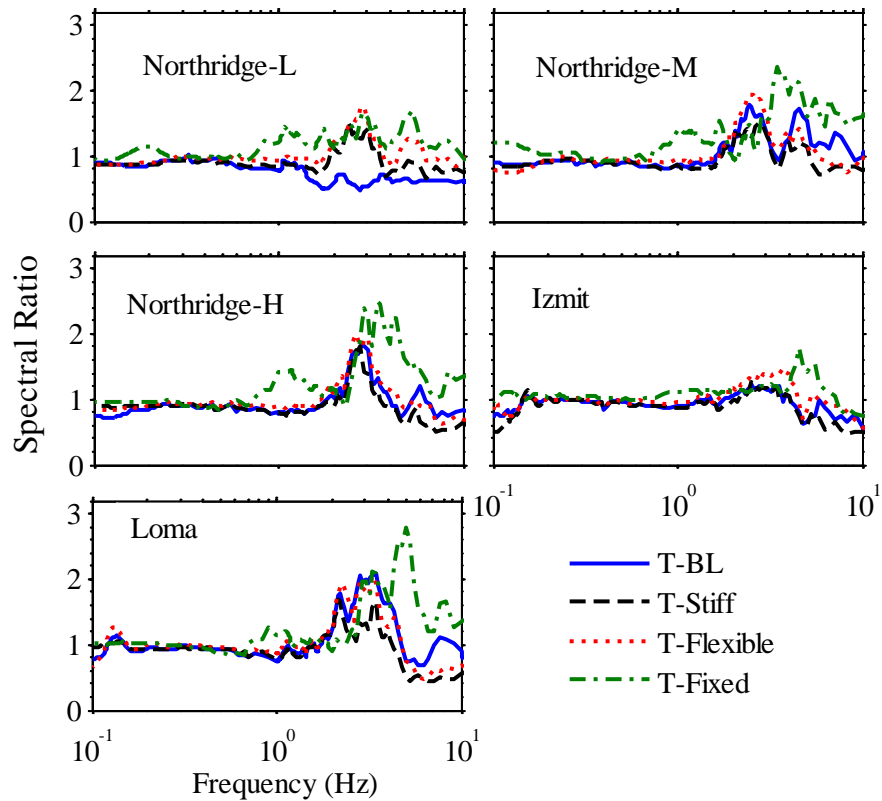 3
2
1
0
Northridge-L
Northridge-M
3
2
1
0
Northridge-H
Izmit
Spectral Ratio
10-1
100
101
3
2
1
0
Loma
10-1
100
101
Frequency (Hz)
T-BL
T-Stiff
T-Flexible
T-Fixed